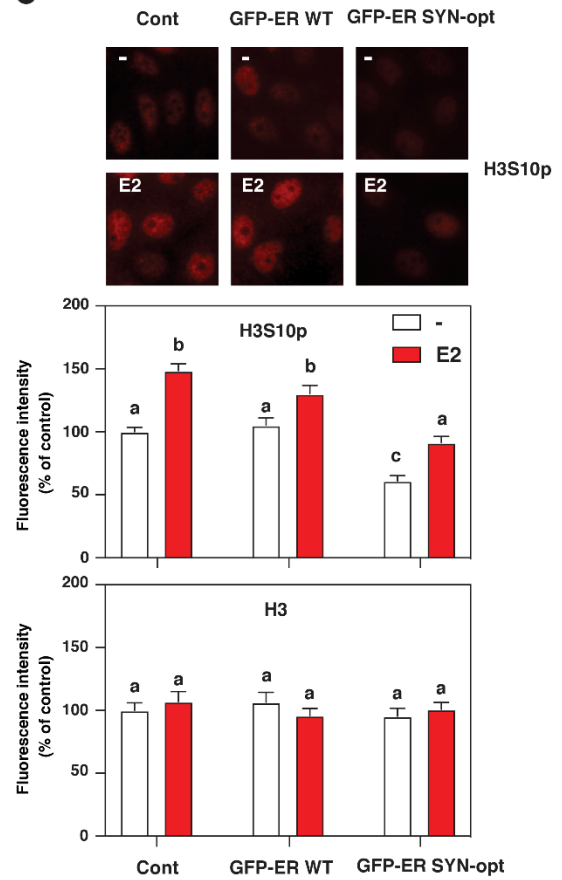 Cont GFP-ER WT GFP-ER SYN-opt
- - -
H3S10p
E2 E2 E2
200
H3S10p
-
E2
150
100
50
0
Fluorescence intensity
(% of control)
a b a b c a
200
H3
150
100
50
0
Fluorescence intensity
(% of control)
a a a a a a
Cont GFP-ER WT GFP-ER SYN-opt